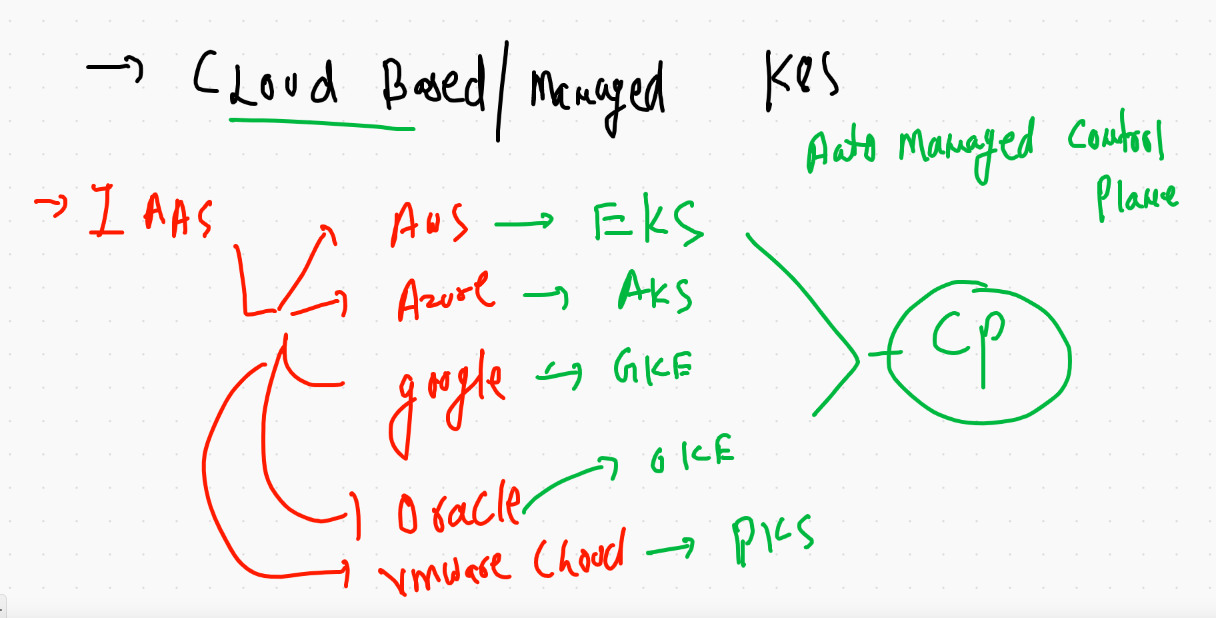 → CLoud Based/Managed K8S
Auto Managed Control
Plane
→ I AAS
AWS → EKS
Azure → AKS
google → GKE
CP
Oracle → OKE
vmware Cloud → PKS